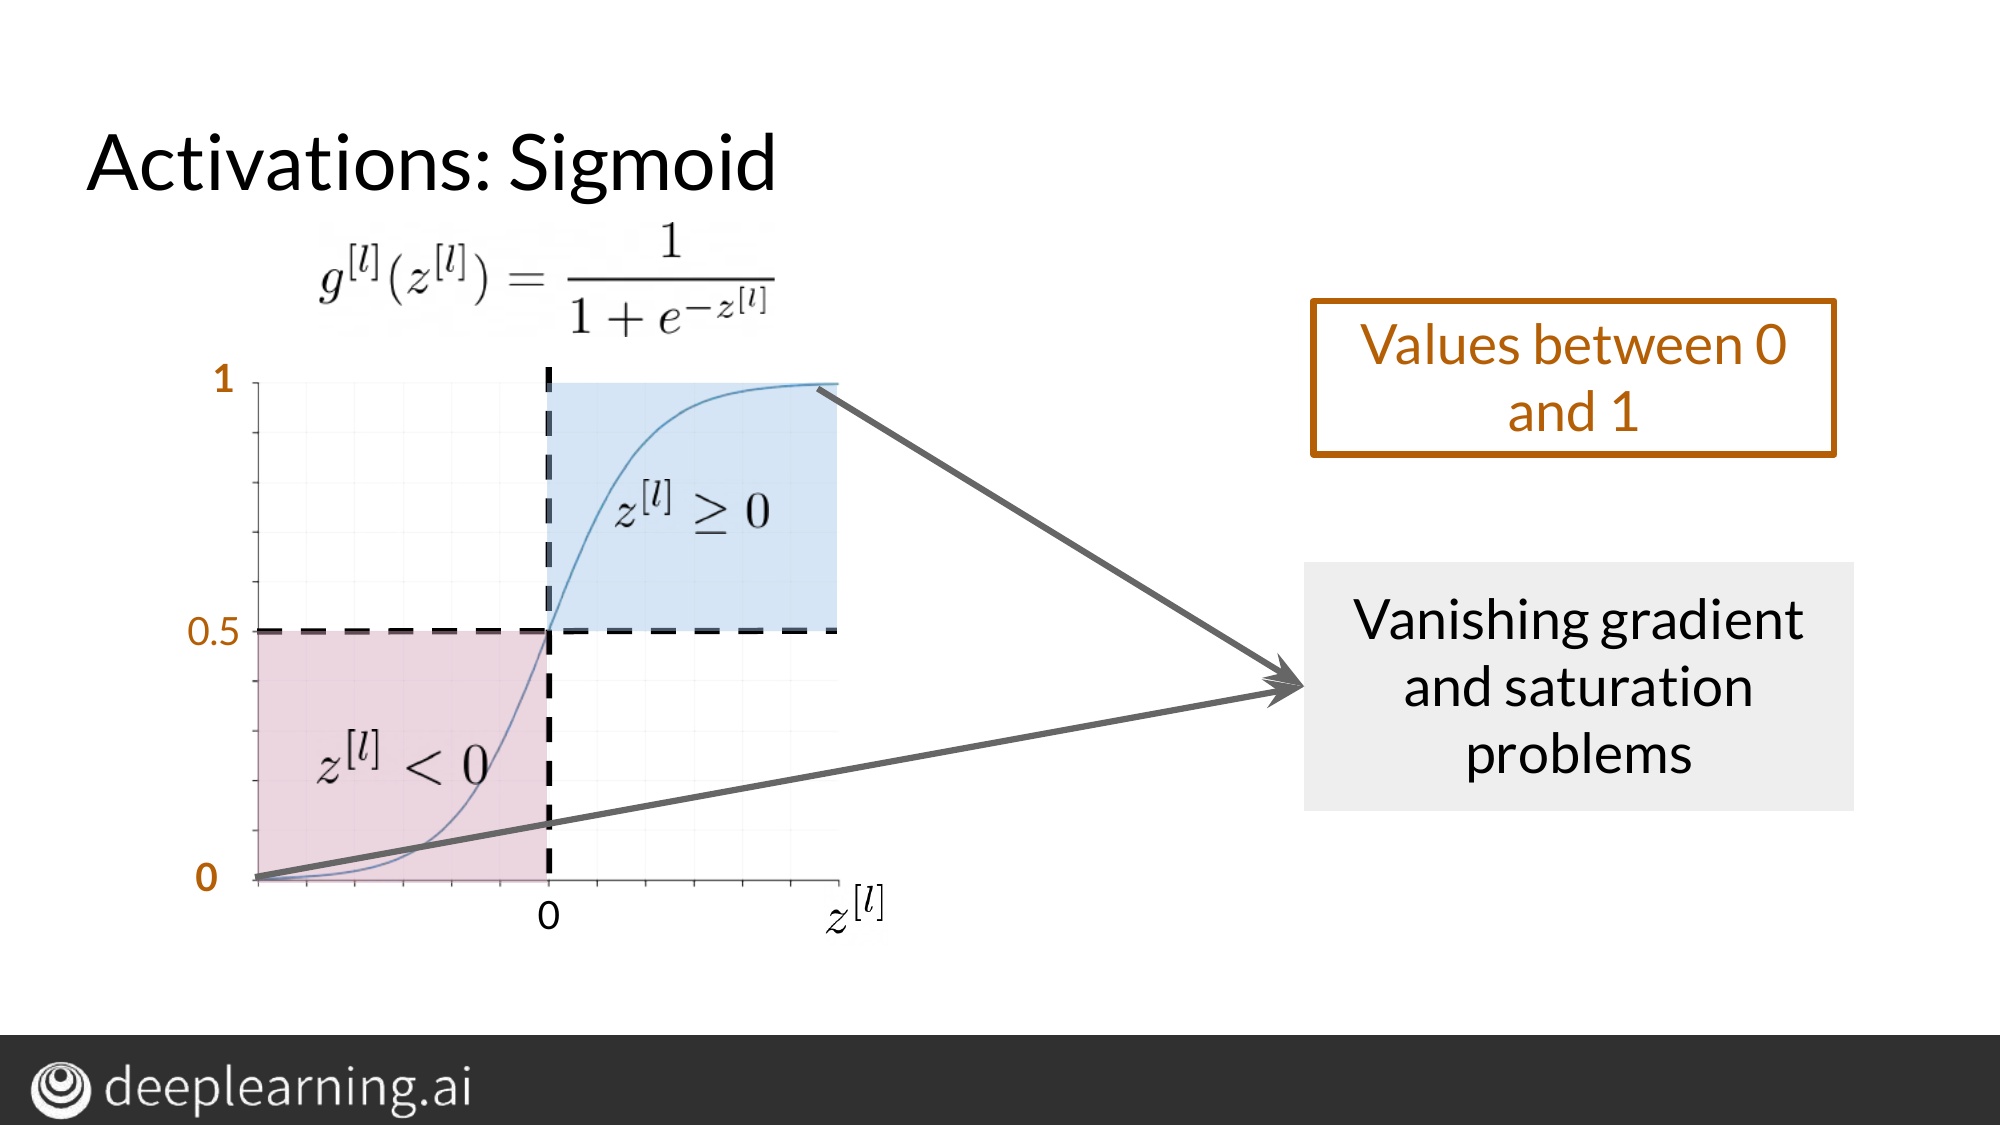 Activations: Sigmoid
g^{[l]}(z^{[l]}) = \frac{1}{1 + e^{-z^{[l]}}}
Values between 0
and 1
1
z^{[l]} ≥ 0
Vanishing gradient
and saturation
problems
0.5
z^{[l]} < 0
0
0
z^{[l]}
deeplearning.ai